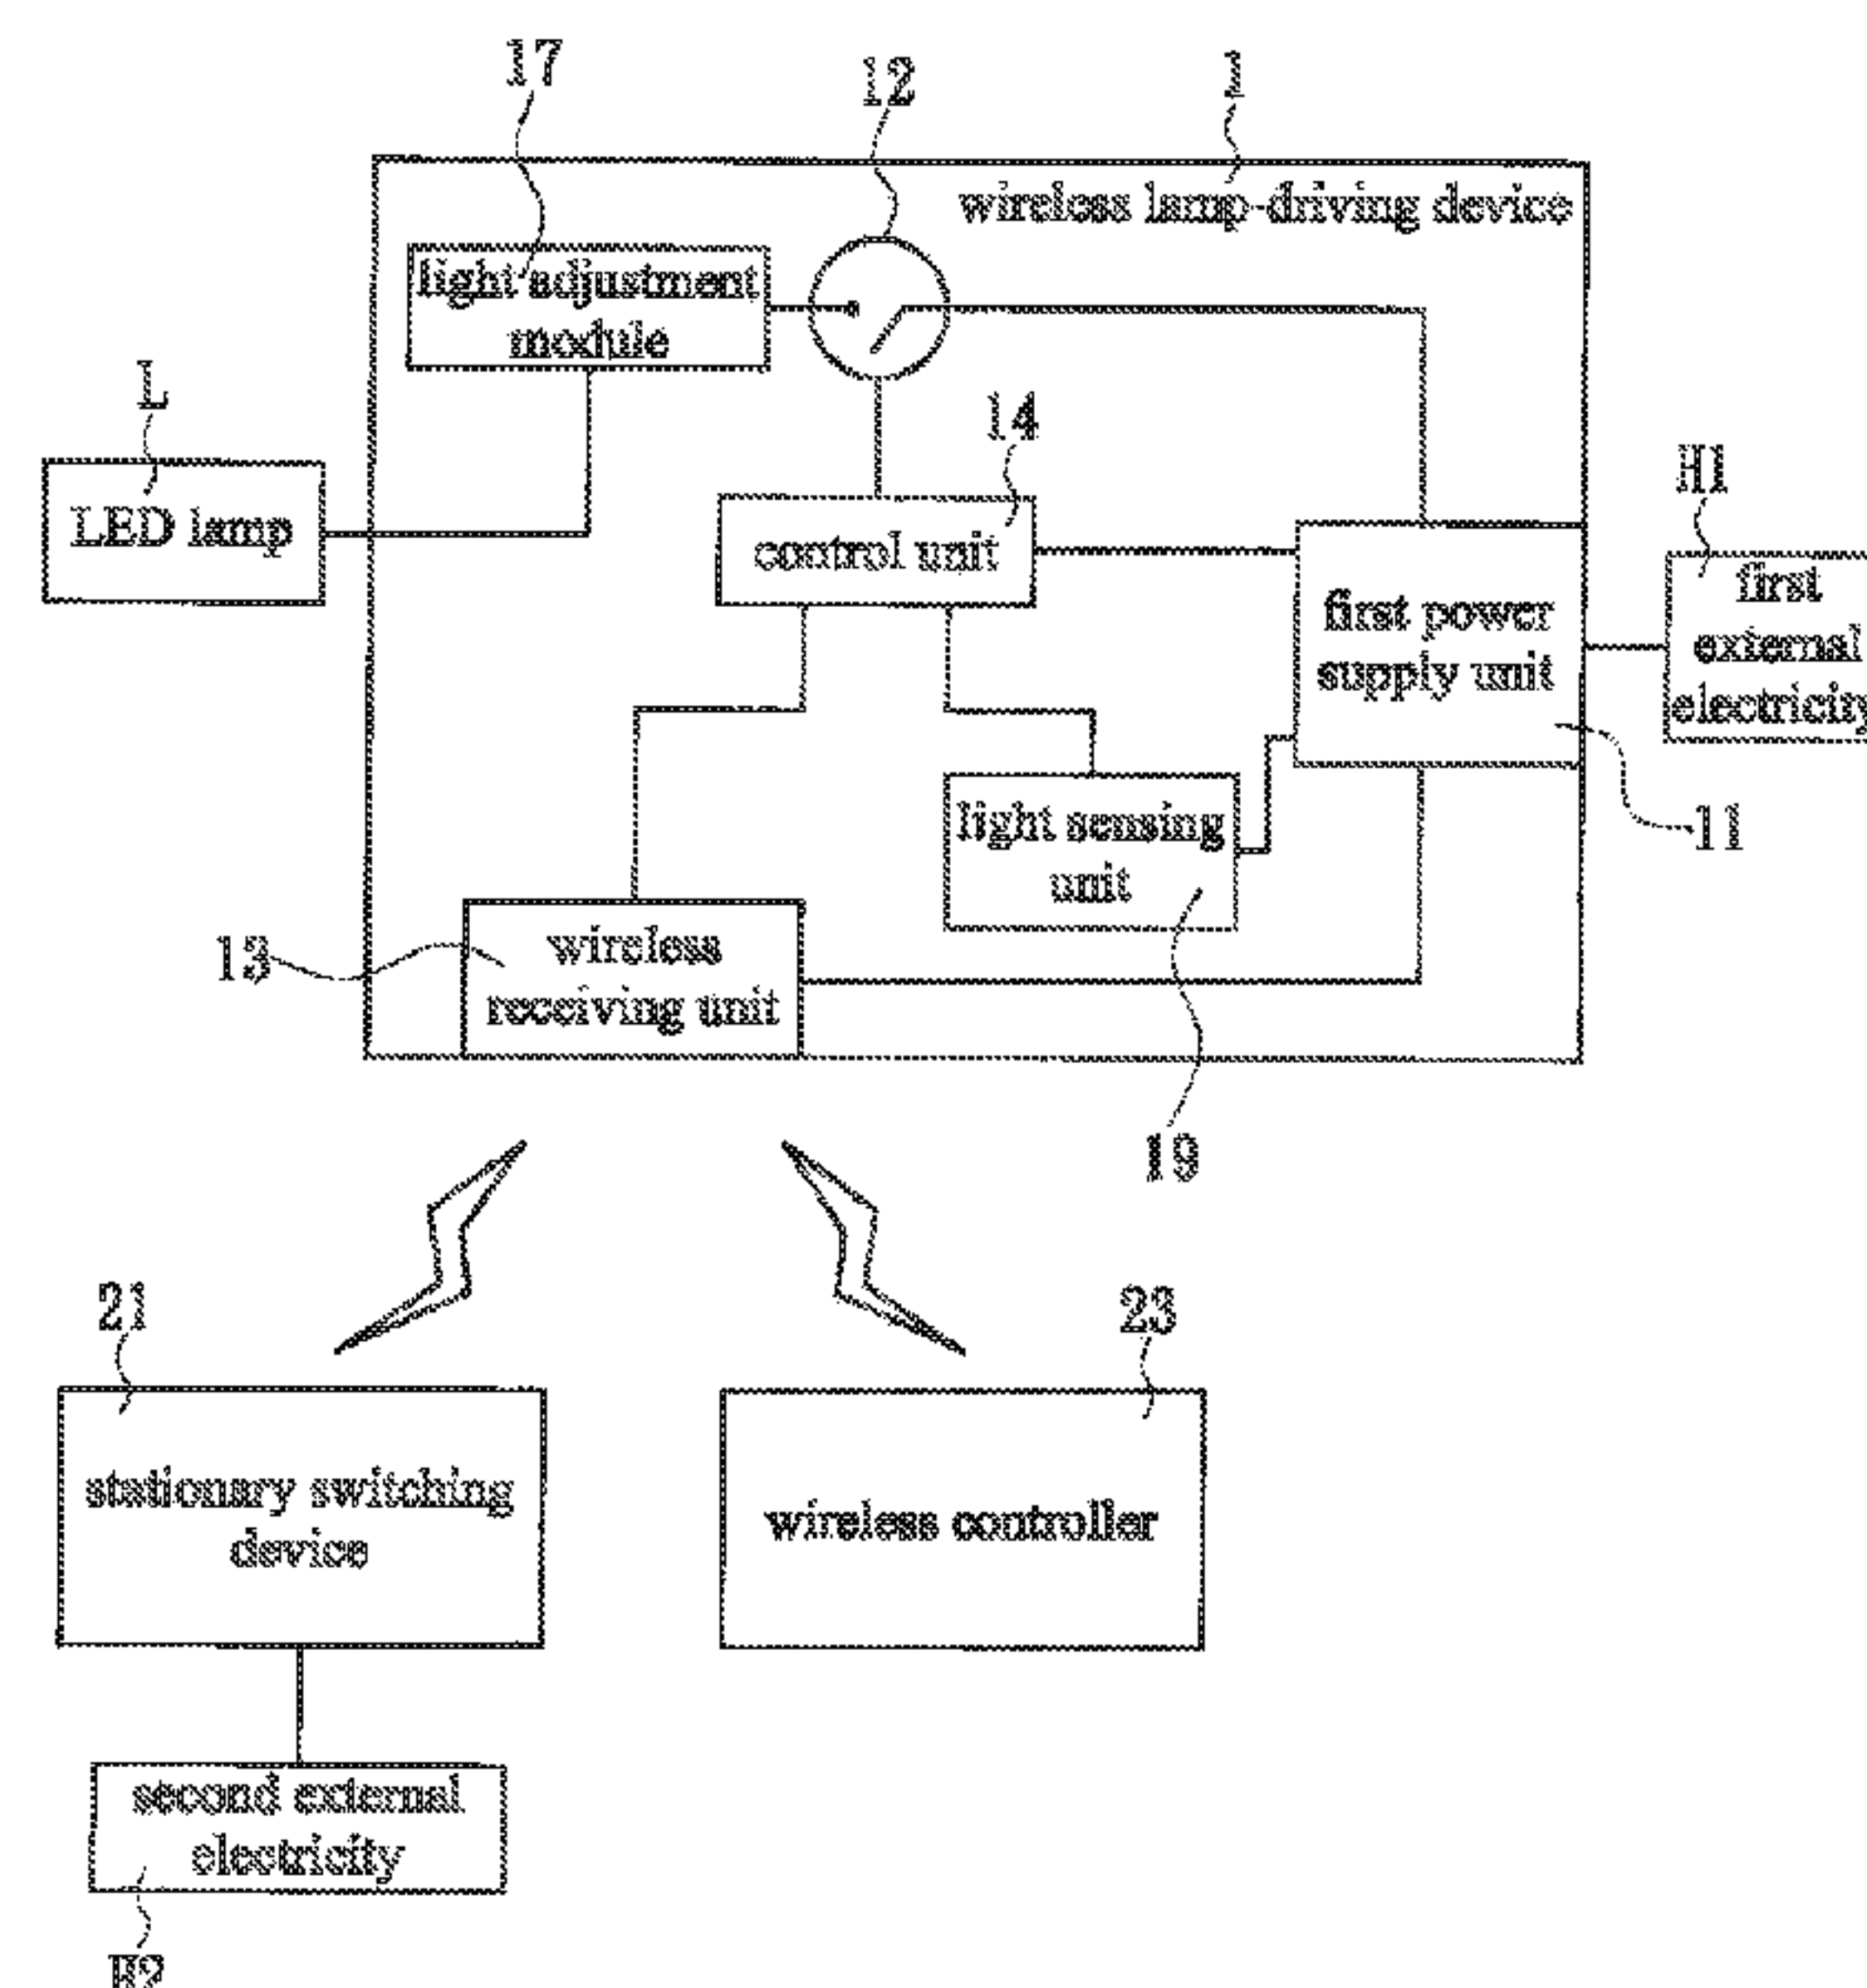 17
12
1
wireless lamp-driving device
light adjustment
module
L
LED lamp
14
control unit
H1
first
external
electricity
first power
supply unit
11
light sensing
unit
13
wireless
receiving unit
21
23
stationary switching
device
wireless controller
second external
electricity